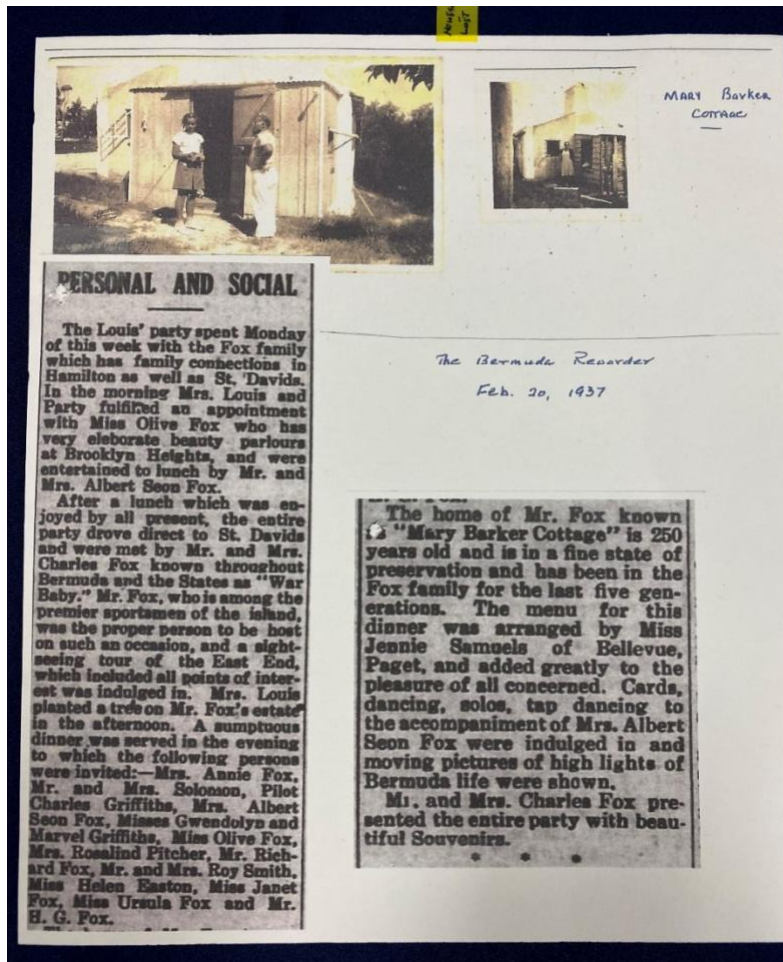 House
Lost
MARY Barker
COTTAGE
PERSONAL AND SOCIAL
The Louis' party spent Monday
of this week with the Fox family
which has family connections in
Hamilton as well as St. Davids.
In the morning Mrs. Louis and
Party fulfilled an appointment
with Miss Olive Fox who has
very eleborate beauty parlours
at Brooklyn Heights, and were
entertained to lunch by Mr. and
Mrs. Albert Seon Fox.
After a lunch which was en-
joyed by all present, the entire
party drove direct to St. Davids
and were met by Mr. and Mrs.
Charles Fox known throughout
Bermuda and the States as "War
Baby." Mr. Fox, who is among the
premier sportsmen of the island,
was the proper person to be host
on such an occasion, and a sight-
seeing tour of the East End,
which included all points of inter-
est was indulged in. Mrs. Louis
planted a tree on Mr. Fox's estate
in the afternoon. A sumptuous
dinner was served in the evening
to which the following persons
were invited:—Mrs. Annie Fox,
Mr. and Mrs. Solomon, Pilot
Charles Griffiths, Mrs. Albert
Seon Fox, Misses Gwendolyn and
Marvel Griffiths, Miss Olive Fox,
Mrs. Rosalind Pitcher, Mr. Rich-
ard Fox, Mr. and Mrs. Roy Smith,
Miss Helen Easton, Miss Janet
Fox, Miss Ursula Fox and Mr.
H. G. Fox.
The Bermuda Recorder
Feb. 20, 1937
The home of Mr. Fox known
as "Mary Barker Cottage" is 250
years old and is in a fine state of
preservation and has been in the
Fox family for the last five gen-
erations. The menu for this
dinner was arranged by Miss
Jennie Samuels of Bellevue,
Paget, and added greatly to the
pleasure of all concerned. Cards,
dancing, solos, tap dancing to
the accompaniment of Mrs. Albert
Seon Fox were indulged in and
moving pictures of high lights of
Bermuda life were shown.
Mr. and Mrs. Charles Fox pre-
sented the entire party with beau-
tiful Souvenirs.
* * *